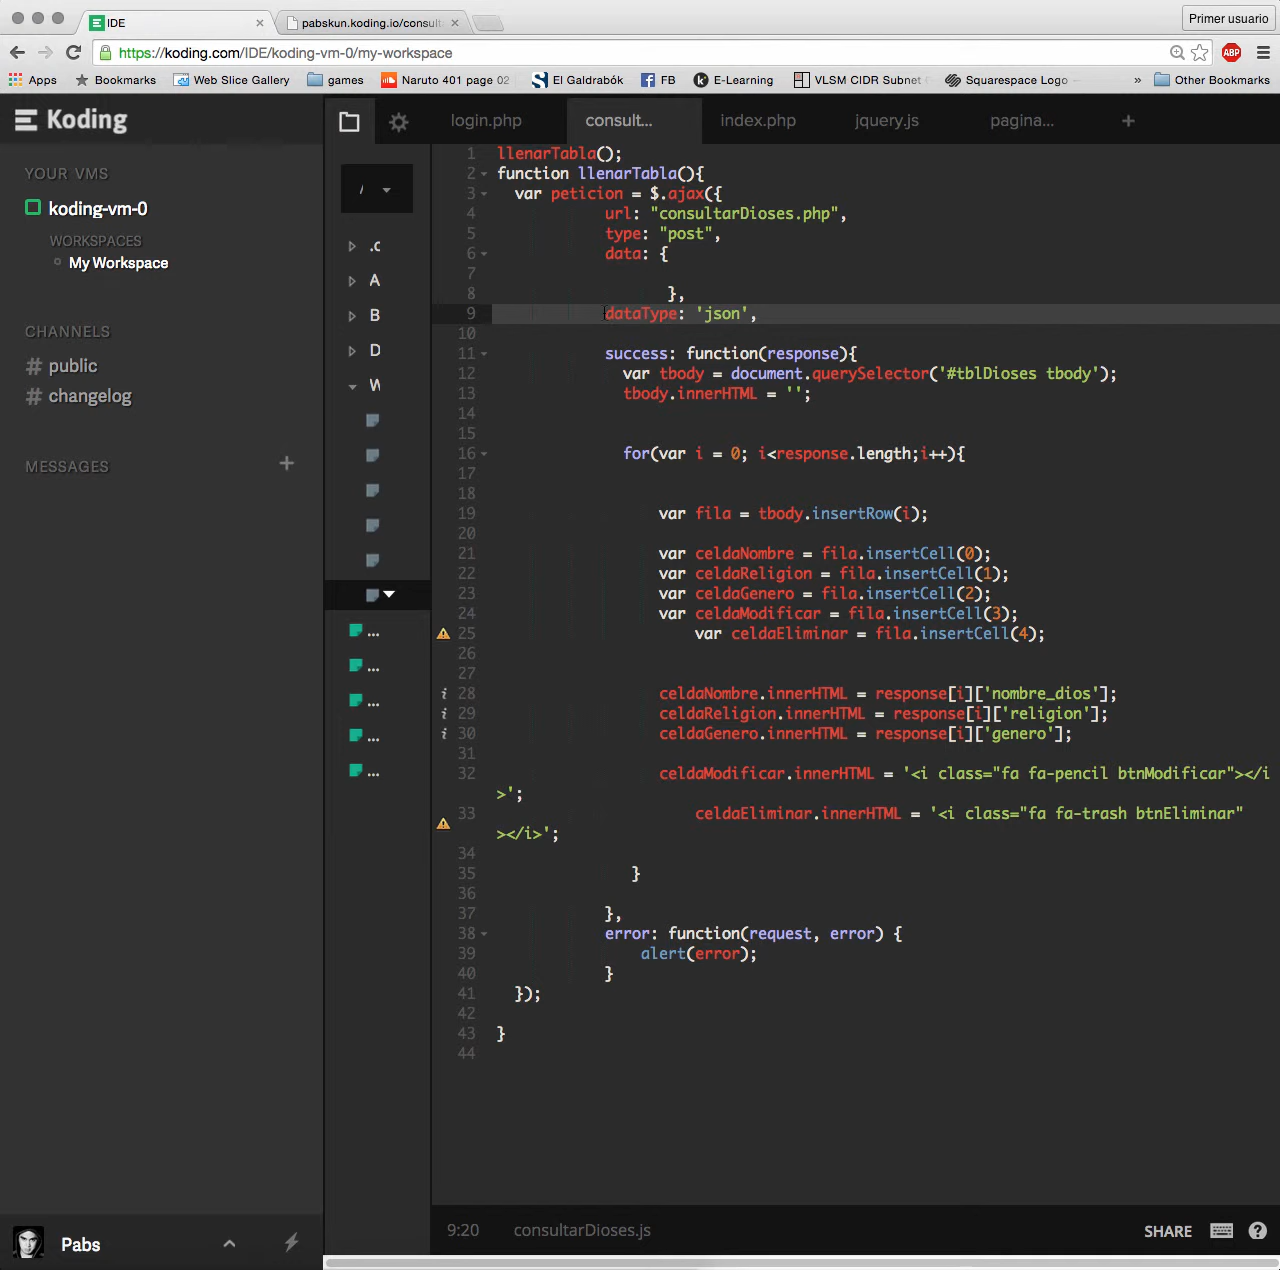 IDE
pabskun.koding.io/consult
Primer usuario
https://koding.com/IDE/koding-vm-0/my-workspace
ABP
Apps
Bookmarks
Web Slice Gallery
games
Naruto 401 page 02
El Galdrabók
FB
E-Learning
VLSM CIDR Subnet
Squarespace Logo
»
Other Bookmarks
Koding
YOUR VMS
koding-vm-0
WORKSPACES
My Workspace
CHANNELS
# public
# changelog
MESSAGES
+
Pabs
/
.c
A
B
D
W
...
...
...
...
...
login.php
consult...
index.php
jquery.js
pagina...
+
1 llenarTabla();
2 function llenarTabla(){
3 var peticion = $.ajax({
4 url: "consultarDioses.php",
5 type: "post",
6 data: {
7
8 },
9 dataType: 'json',
10
11 success: function(response){
12 var tbody = document.querySelector('#tblDioses tbody');
13 tbody.innerHTML = '';
14
15
16 for(var i = 0; i<response.length;i++){
17
18
19 var fila = tbody.insertRow(i);
20
21 var celdaNombre = fila.insertCell(0);
22 var celdaReligion = fila.insertCell(1);
23 var celdaGenero = fila.insertCell(2);
24 var celdaModificar = fila.insertCell(3);
25 var celdaEliminar = fila.insertCell(4);
26
27
i 28 celdaNombre.innerHTML = response[i]['nombre_dios'];
i 29 celdaReligion.innerHTML = response[i]['religion'];
i 30 celdaGenero.innerHTML = response[i]['genero'];
31
32 celdaModificar.innerHTML = '<i class="fa fa-pencil btnModificar"></i
>';
33 celdaEliminar.innerHTML = '<i class="fa fa-trash btnEliminar"
></i>';
34
35 }
36
37 },
38 error: function(request, error) {
39 alert(error);
40 }
41 });
42
43 }
44
9:20
consultarDioses.js
SHARE
?